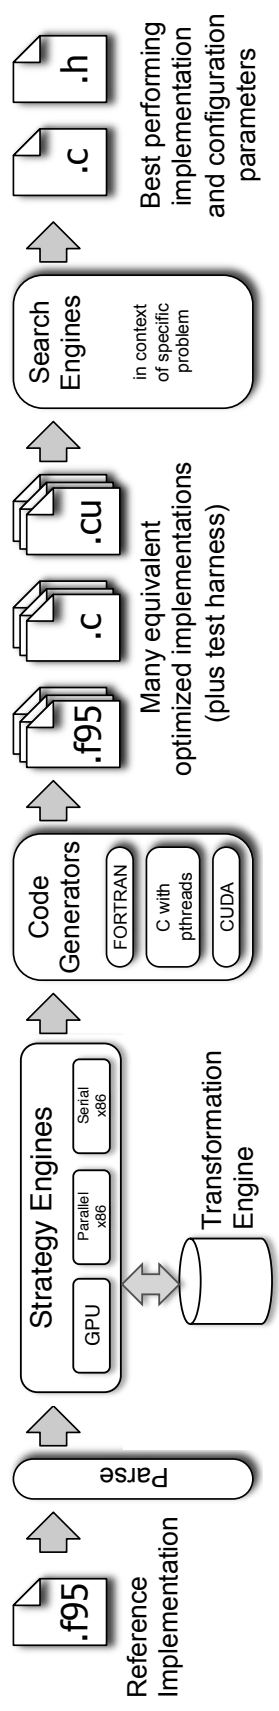 .f95
Reference
Implementation
Parse
Strategy Engines
GPU
Parallel
x86
Serial
x86
Transformation
Engine
Code
Generators
FORTRAN
C with
pthreads
CUDA
.f95
.c
.cu
Many equivalent
optimized implementations
(plus test harness)
Search
Engines
in context
of specific
problem
.c
.h
Best performing
implementation
and configuration
parameters